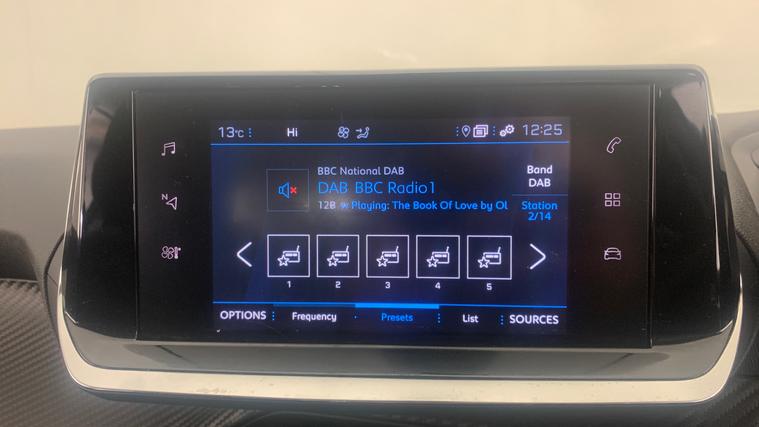 13°C Hi 12:25
N
BBC National DAB
DAB BBC Radio1
12B Playing: The Book Of Love by Ol
Band
DAB
Station
2/14
1 2 3 4 5
OPTIONS Frequency Presets List SOURCES